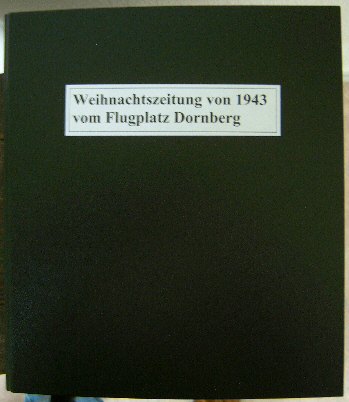 Weihnachtszeitung von 1943
vom Flugplatz Dornberg